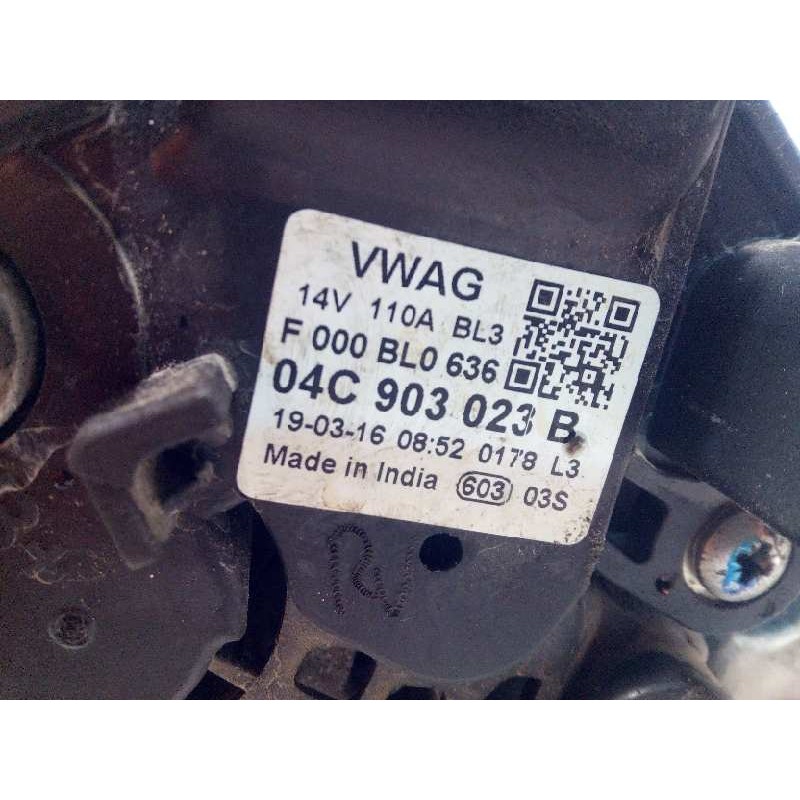 VWAG
14V 110A BL3
F 000 BL0 636
04C 903 023 B
19-03-16 08:52 0178 L3
Made in India 603 03S